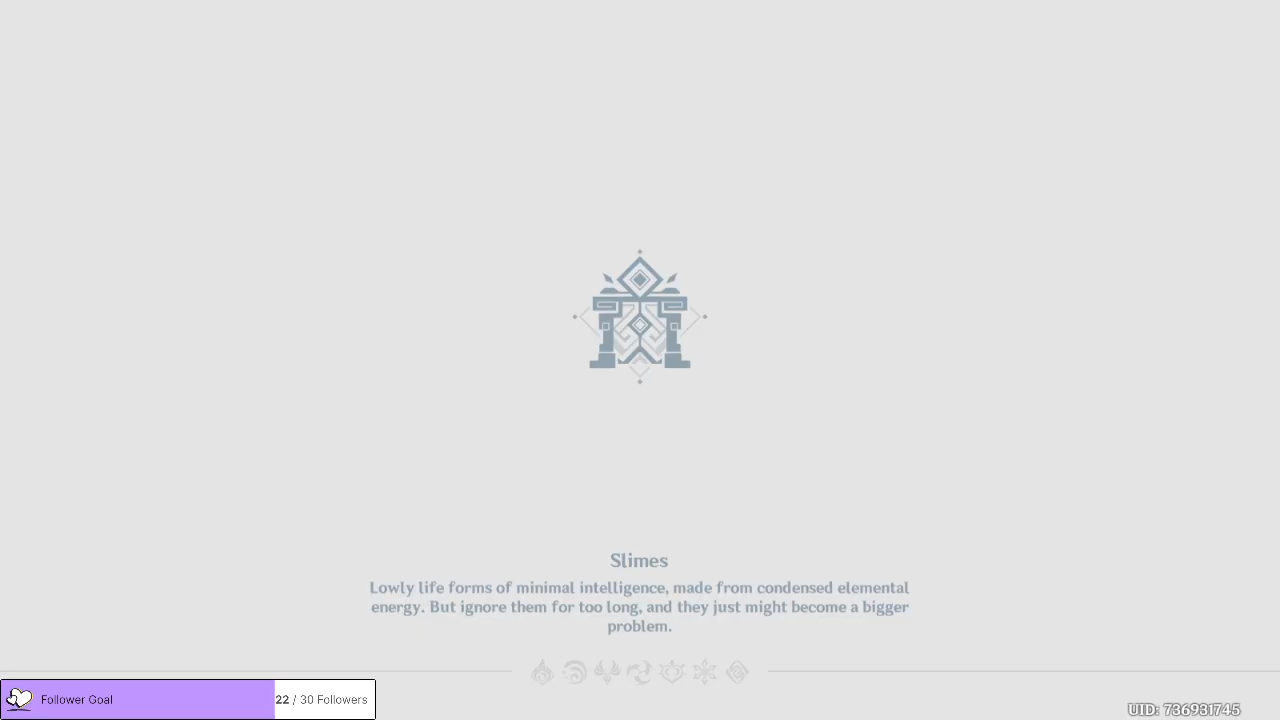 Slimes
Lowly life forms of minimal intelligence, made from condensed elemental
energy. But ignore them for too long, and they just might become a bigger
problem.
Follower Goal
22 / 30 Followers
UID: 736931745